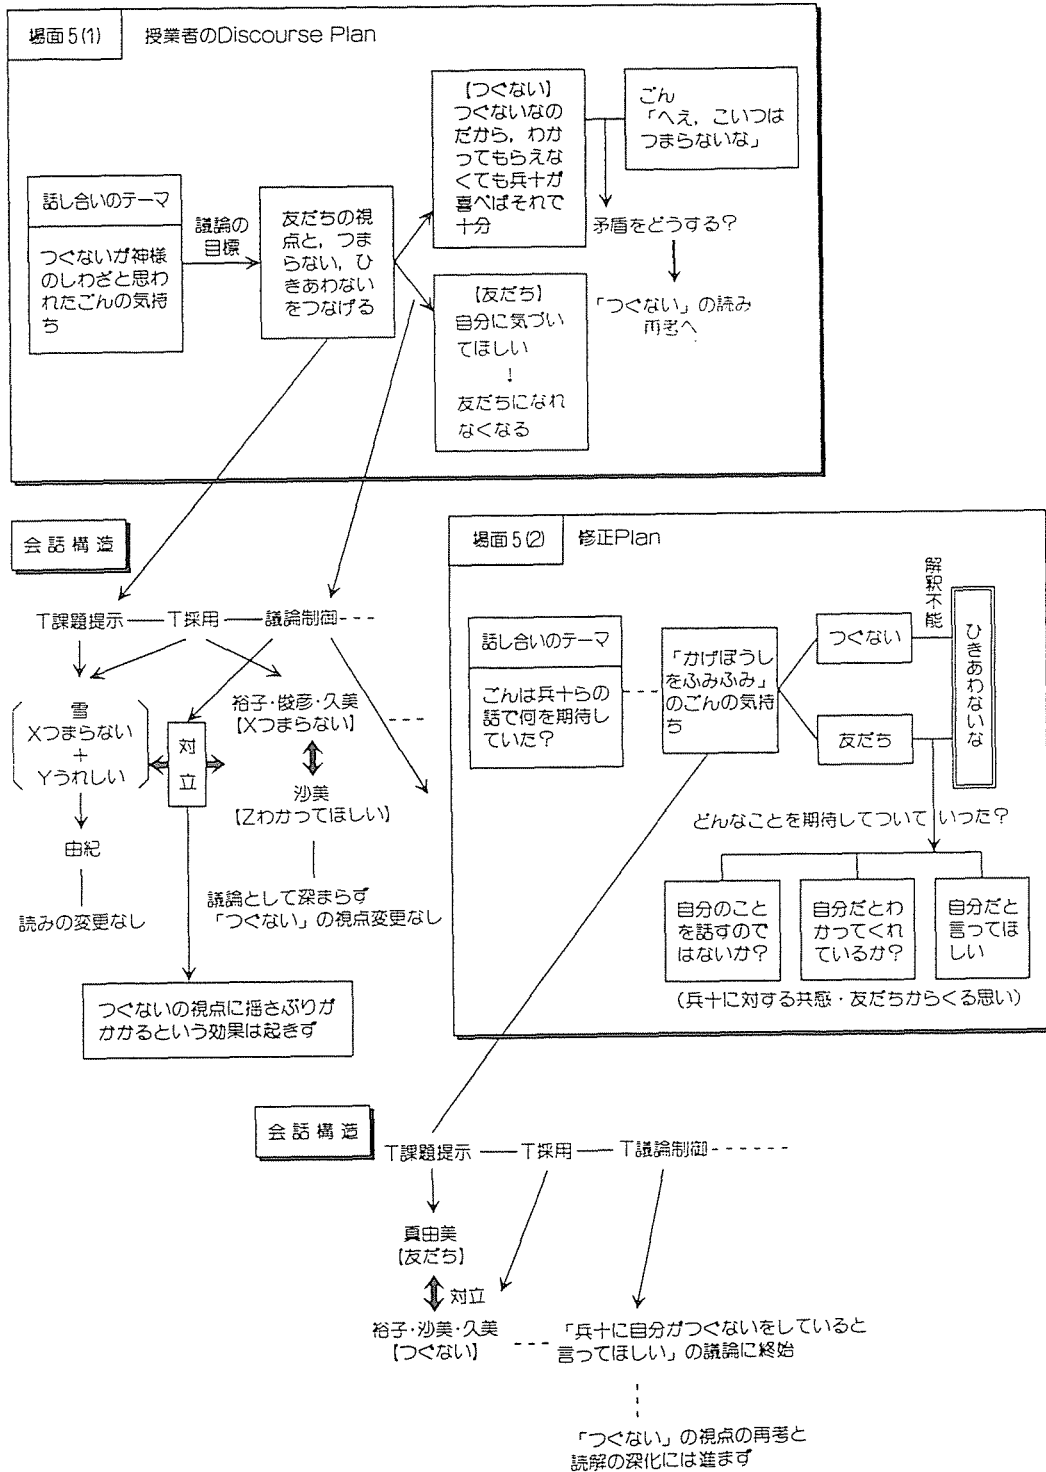 場面5(1)
授業者のDiscourse Plan
話し合いのテーマ
つぐないが神様
のしわざと思わ
れたごんの気持
ち
議論の
目標
友だちの視
点と，つま
らない，ひ
きあわない
をつなげる
【つぐない】
つぐないなの
だから，わか
ってもらえな
くても兵十が
喜べばそれで
十分
ごん
「へえ，こいつは
つまらないな」
矛盾をどうする？
「つぐない」の読み
再考へ
【友だち】
自分に気づい
てほしい
↓
友だちになれ
なくなる
会話構造
T課題提示 ― T採用 ― 議論制御 ---
雪
Xつまらない
+
Yうれしい
対
立
裕子・俊彦・久美
【Xつまらない】
沙美
【Zわかってほしい】
由紀
読みの変更なし
議論として深まらず
「つぐない」の視点変更なし
つぐないの視点に揺さぶりが
かかるという効果は起きず
場面5(2)
修正Plan
話し合いのテーマ
ごんは兵十らの
話で何を期待し
ていた？
「かげぼうし
をふみふみ」
のごんの気持
ち
つぐない
友だち
解釈不能
ひきあわないな
どんなことを期待してついていった？
自分のこと
を話すので
はないか？
自分だとわ
かってくれ
ているか？
自分だと
言ってほ
しい
（兵十に対する共感・友だちからくる思い）
会話構造
T課題提示 ― T採用 ― T議論制御 ------
真由美
【友だち】
対立
裕子・沙美・久美
【つぐない】
「兵十に自分がつぐないをしていると
言ってほしい」の議論に終始
「つぐない」の視点の再考と
読解の深化には進まず